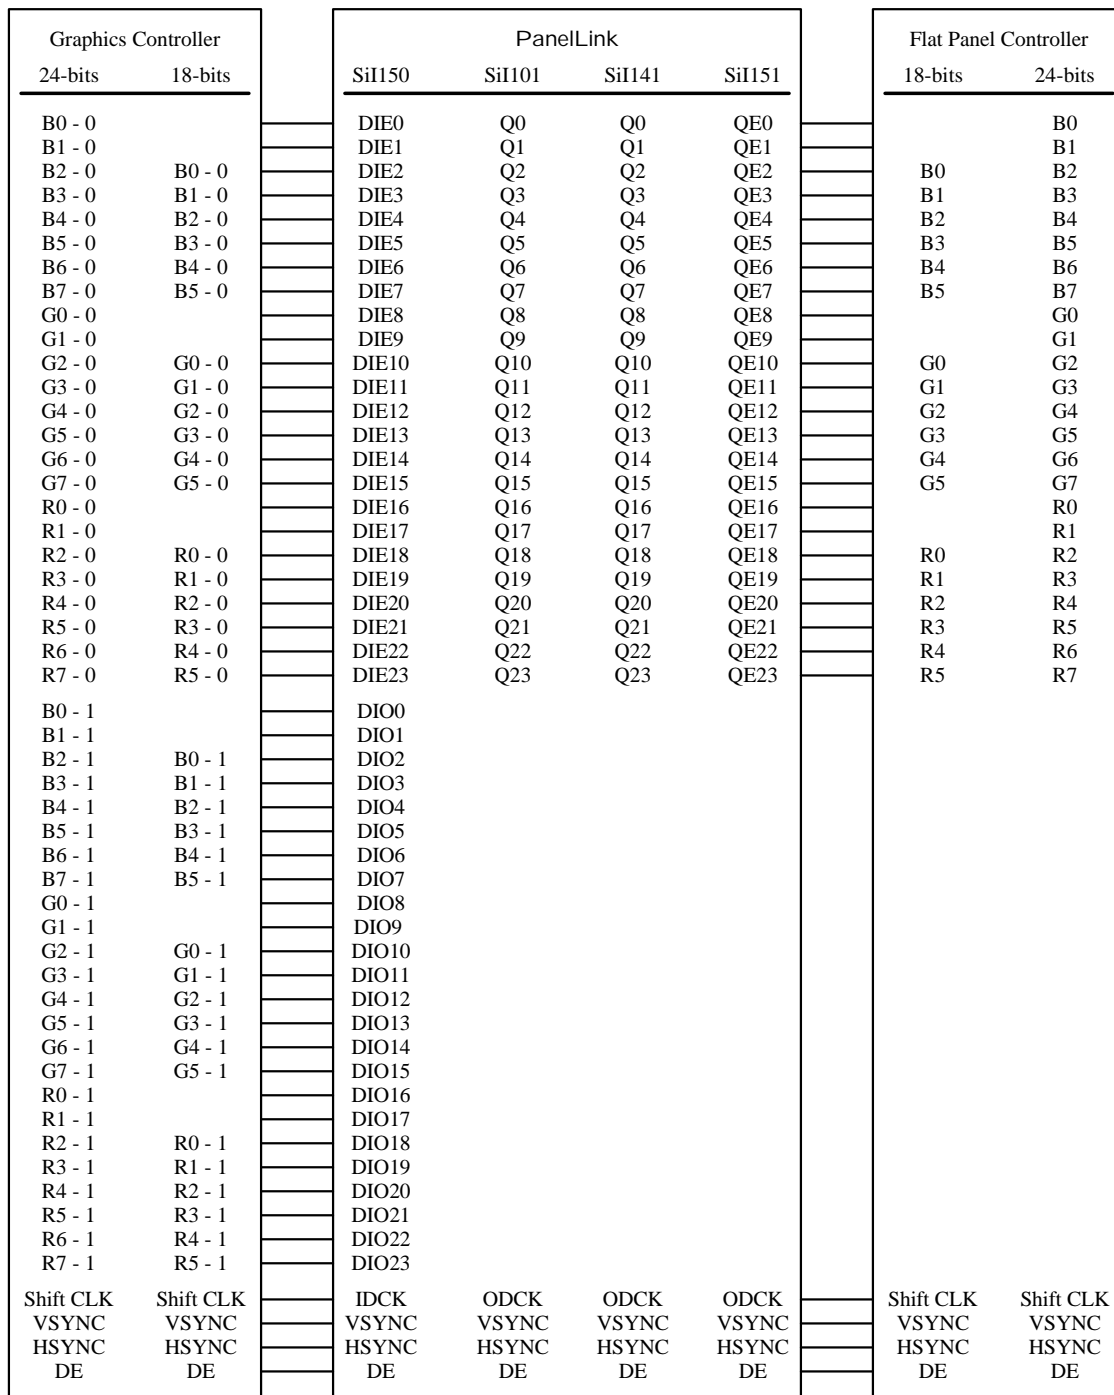 Graphics Controller PanelLink Flat Panel Controller
24-bits 18-bits SiI150 SiI101 SiI141 SiI151 18-bits 24-bits
B0 - 0 DIE0 Q0 Q0 QE0 B0
B1 - 0 DIE1 Q1 Q1 QE1 B1
B2 - 0 B0 - 0 DIE2 Q2 Q2 QE2 B0 B2
B3 - 0 B1 - 0 DIE3 Q3 Q3 QE3 B1 B3
B4 - 0 B2 - 0 DIE4 Q4 Q4 QE4 B2 B4
B5 - 0 B3 - 0 DIE5 Q5 Q5 QE5 B3 B5
B6 - 0 B4 - 0 DIE6 Q6 Q6 QE6 B4 B6
B7 - 0 B5 - 0 DIE7 Q7 Q7 QE7 B5 B7
G0 - 0 DIE8 Q8 Q8 QE8 G0
G1 - 0 DIE9 Q9 Q9 QE9 G1
G2 - 0 G0 - 0 DIE10 Q10 Q10 QE10 G0 G2
G3 - 0 G1 - 0 DIE11 Q11 Q11 QE11 G1 G3
G4 - 0 G2 - 0 DIE12 Q12 Q12 QE12 G2 G4
G5 - 0 G3 - 0 DIE13 Q13 Q13 QE13 G3 G5
G6 - 0 G4 - 0 DIE14 Q14 Q14 QE14 G4 G6
G7 - 0 G5 - 0 DIE15 Q15 Q15 QE15 G5 G7
R0 - 0 DIE16 Q16 Q16 QE16 R0
R1 - 0 DIE17 Q17 Q17 QE17 R1
R2 - 0 R0 - 0 DIE18 Q18 Q18 QE18 R0 R2
R3 - 0 R1 - 0 DIE19 Q19 Q19 QE19 R1 R3
R4 - 0 R2 - 0 DIE20 Q20 Q20 QE20 R2 R4
R5 - 0 R3 - 0 DIE21 Q21 Q21 QE21 R3 R5
R6 - 0 R4 - 0 DIE22 Q22 Q22 QE22 R4 R6
R7 - 0 R5 - 0 DIE23 Q23 Q23 QE23 R5 R7
B0 - 1 DIO0
B1 - 1 DIO1
B2 - 1 B0 - 1 DIO2
B3 - 1 B1 - 1 DIO3
B4 - 1 B2 - 1 DIO4
B5 - 1 B3 - 1 DIO5
B6 - 1 B4 - 1 DIO6
B7 - 1 B5 - 1 DIO7
G0 - 1 DIO8
G1 - 1 DIO9
G2 - 1 G0 - 1 DIO10
G3 - 1 G1 - 1 DIO11
G4 - 1 G2 - 1 DIO12
G5 - 1 G3 - 1 DIO13
G6 - 1 G4 - 1 DIO14
G7 - 1 G5 - 1 DIO15
R0 - 1 DIO16
R1 - 1 DIO17
R2 - 1 R0 - 1 DIO18
R3 - 1 R1 - 1 DIO19
R4 - 1 R2 - 1 DIO20
R5 - 1 R3 - 1 DIO21
R6 - 1 R4 - 1 DIO22
R7 - 1 R5 - 1 DIO23
Shift CLK Shift CLK IDCK ODCK ODCK ODCK Shift CLK Shift CLK
VSYNC VSYNC VSYNC VSYNC VSYNC VSYNC VSYNC VSYNC
HSYNC HSYNC HSYNC HSYNC HSYNC HSYNC HSYNC HSYNC
DE DE DE DE DE DE DE DE